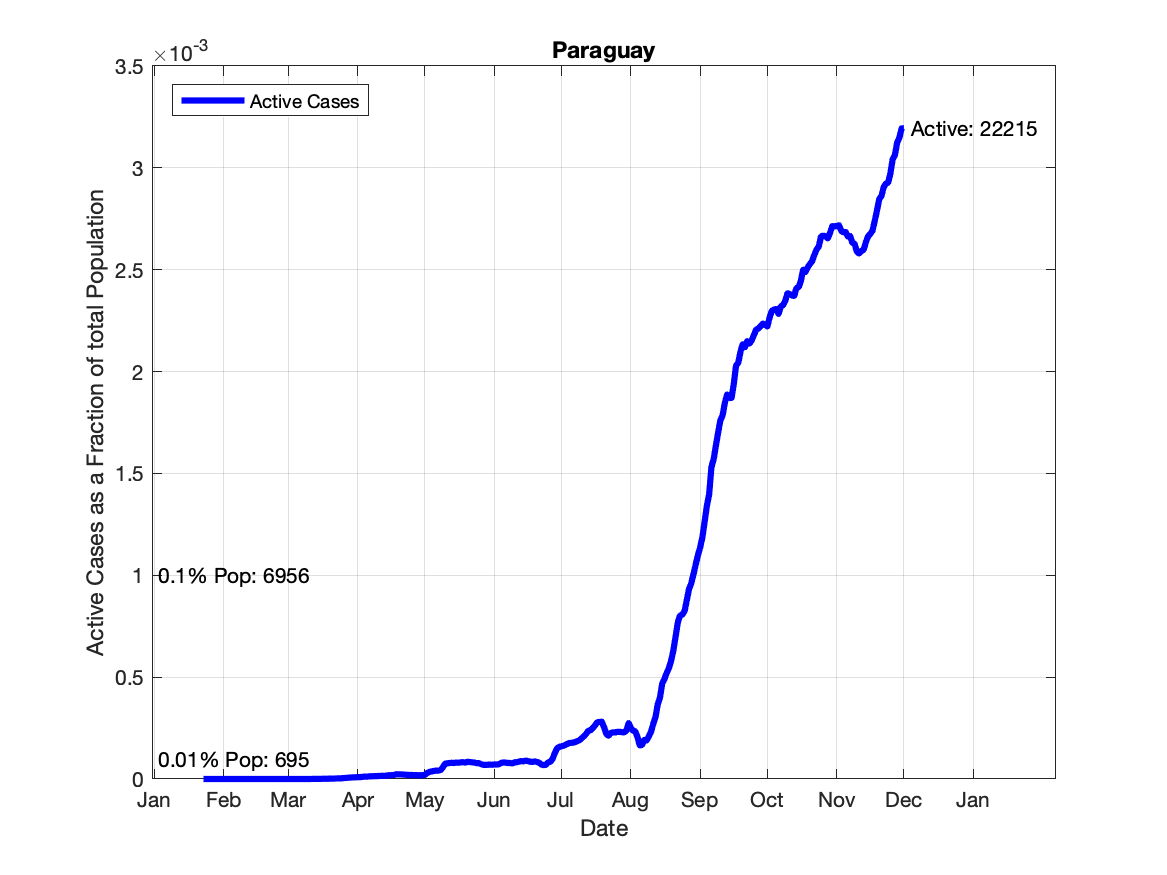 Paraguay
×10-3
3.5
3
2.5
2
1.5
1
0.5
0
Active Cases as a Fraction of total Population
Active Cases
Active: 22215
0.1% Pop: 6956
0.01% Pop: 695
Jan Feb Mar Apr May Jun Jul Aug Sep Oct Nov Dec Jan
Date